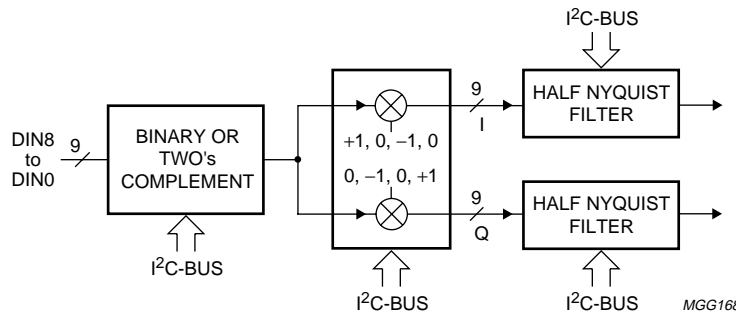 I²C-BUS
DIN8
to
DIN0
9
BINARY OR
TWO's
COMPLEMENT
I²C-BUS
+1, 0, −1, 0
0, −1, 0, +1
I²C-BUS
9
I
HALF NYQUIST
FILTER
9
Q
HALF NYQUIST
FILTER
I²C-BUS
MGG168